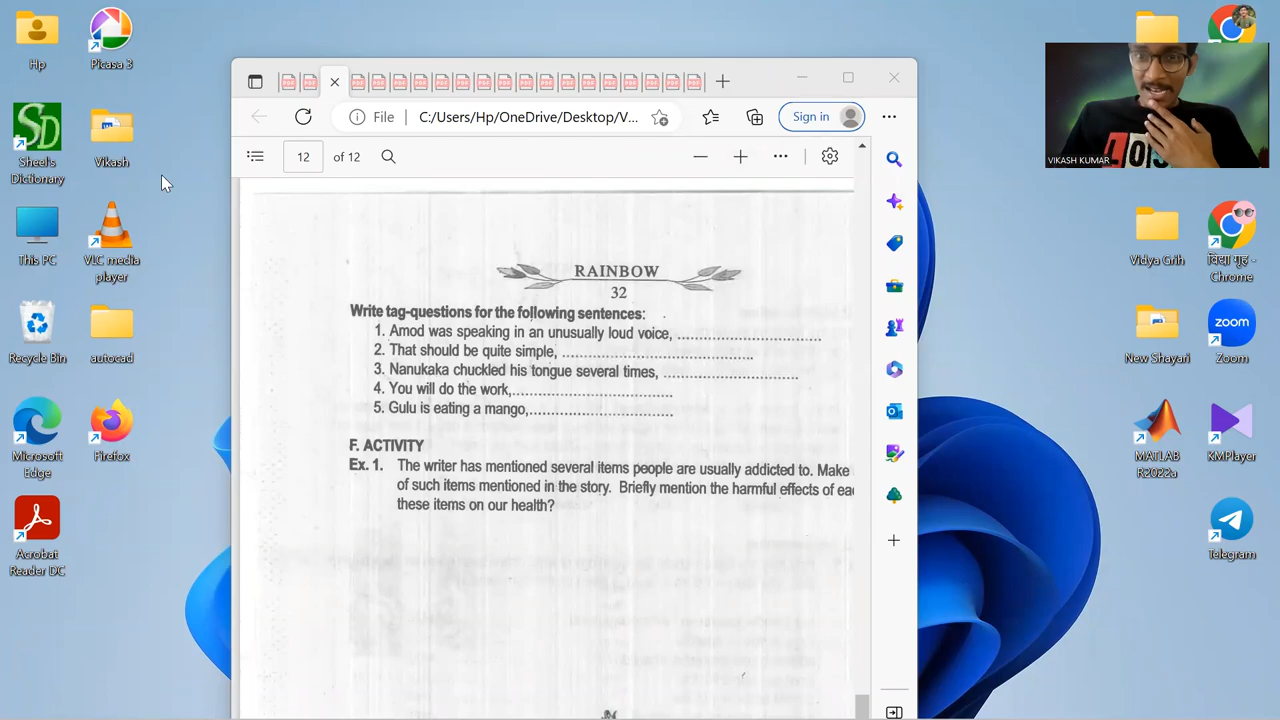 Hp
Picasa 3
Sheel's
Dictionary
Vikash
This PC
VLC media
player
Recycle Bin
autocad
Microsoft
Edge
Firefox
Acrobat
Reader DC
File
C:/Users/Hp/OneDrive/Desktop/V...
Sign in
12 of 12
RAINBOW
32
Write tag-questions for the following sentences:
1. Amod was speaking in an unusually loud voice, ........................................
2. That should be quite simple, .....................................................
3. Nanukaka chuckled his tongue several times, .....................................
4. You will do the work,............................................
5. Gulu is eating a mango,........................................
F. ACTIVITY
Ex. 1. The writer has mentioned several items people are usually addicted to. Make
of such items mentioned in the story. Briefly mention the harmful effects of eac
these items on our health?
VIKASH KUMAR
LOS
Vidya Grih
विद्या गृह -
Chrome
New Shayari
Zoom
zoom
MATLAB
R2022a
KMPlayer
Telegram